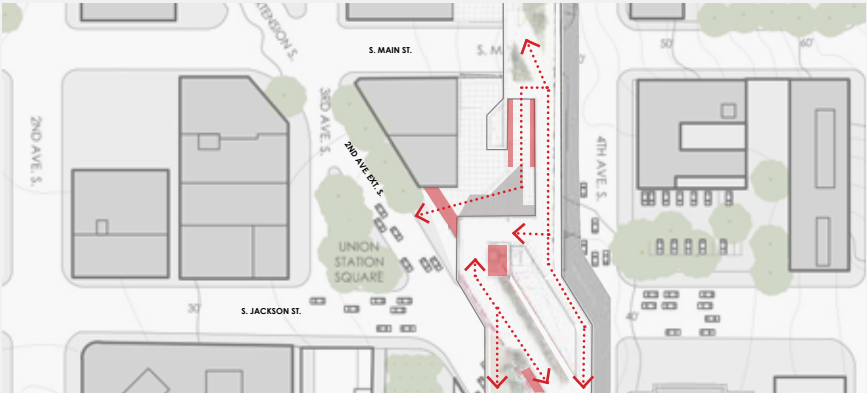 TENSION S.
S. MAIN ST.
S. M
50'
60'
2ND AVE. S.
3RD AVE. S.
2ND AVE. EXT. S.
4TH AVE. S.
UNION
STATION
SQUARE
30'
S. JACKSON ST.
40'